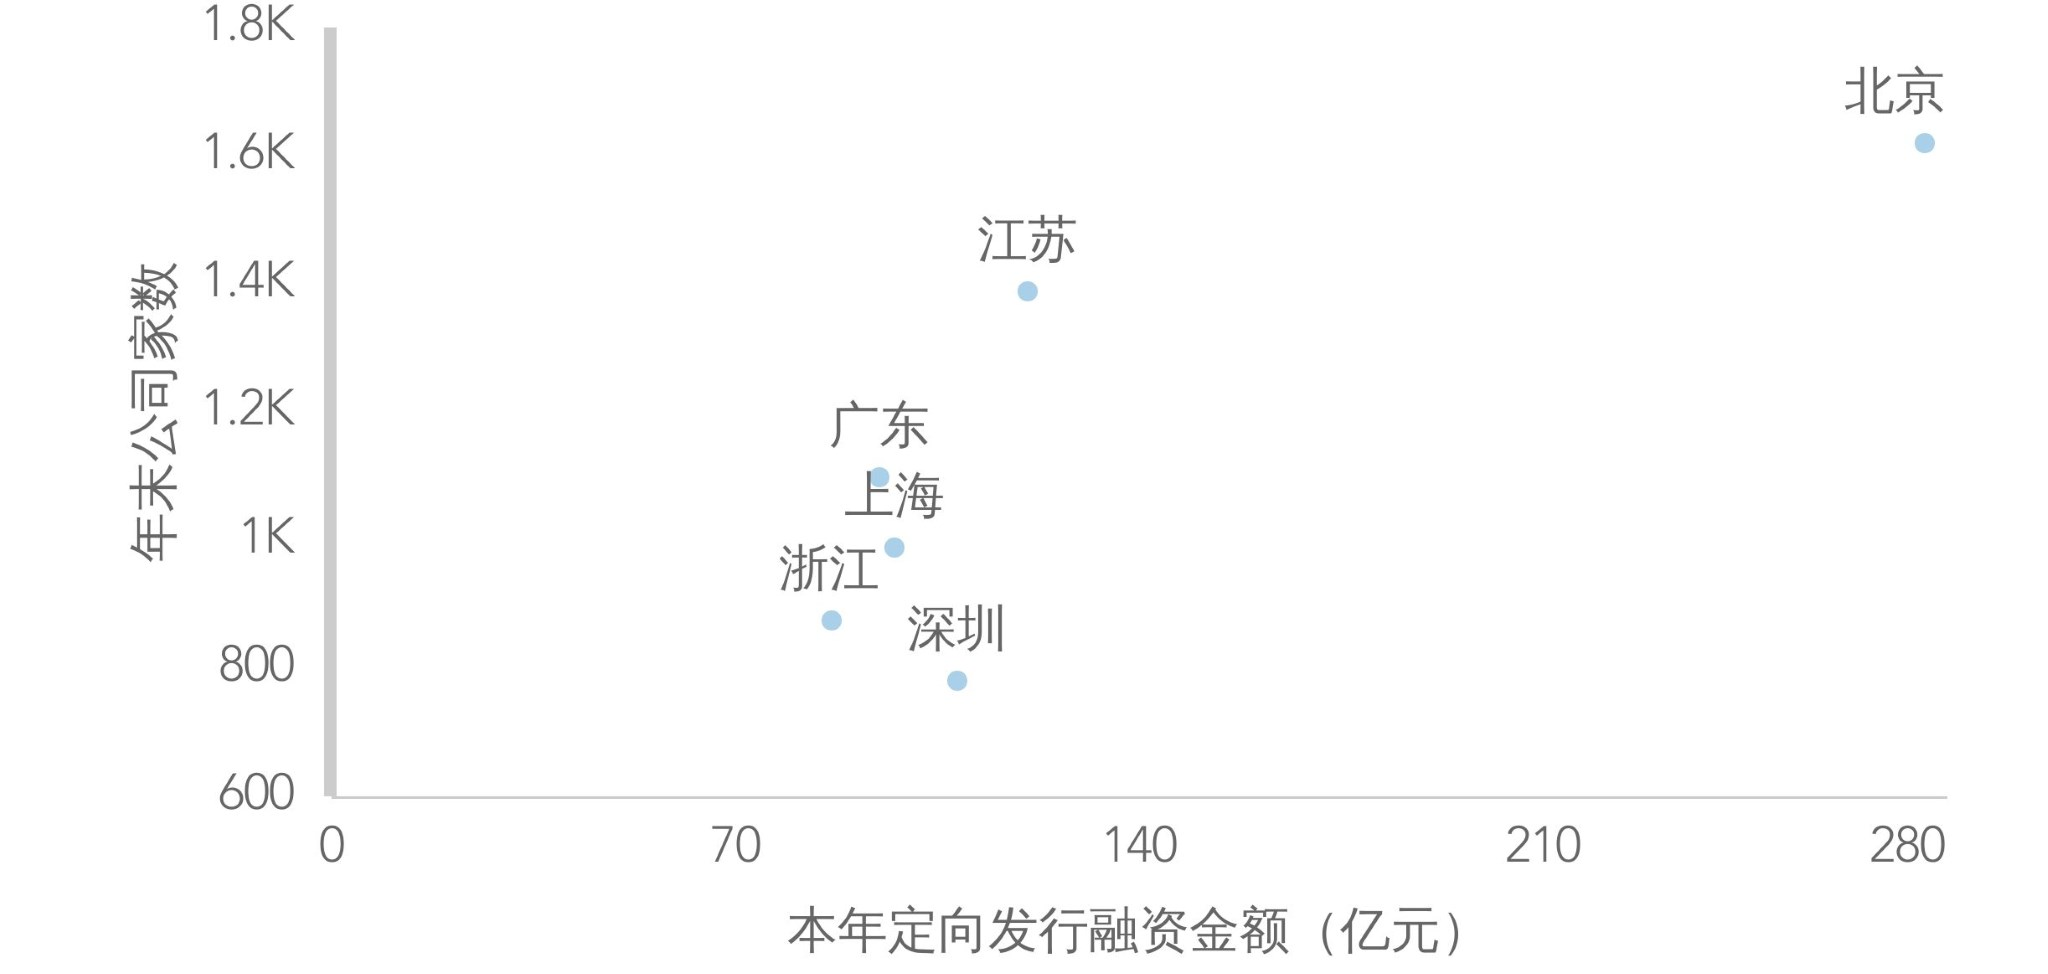 1.8K
北京
1.6K
江苏
1.4K
1.2K
广东
上海
1K
浙江
深圳
800
600
年末公司家数
0 70 140 210 280
本年定向发行融资金额（亿元）